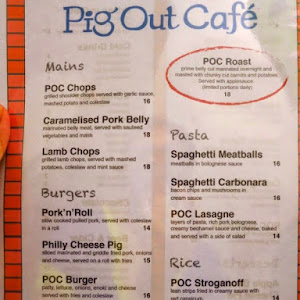 Pig Out Café
Mains
POC Chops
grilled shoulder chops served with garlic sauce,
mashed potato and coleslaw 16
Caramelised Pork Belly
marinated belly meat, served with sauteed
vegetables and mash 18
Lamb Chops
grilled lamb chops, served with mashed
potatoes, coleslaw and mint sauce 16
Burgers
Pork'n'Roll
slow cooked pulled pork, served with coleslaw
in a roll 14
Philly Cheese Pig
sliced marinated and griddle fried pork, onions
and cheese, served on a roll with fries 15
POC Burger
patty, lettuce, onions, and cheese
served with fries and coleslaw 16
POC Roast
prime belly cut marinated overnight and
roasted with chunky cut carrots and potatoes.
Served with applesauce
(limited portions daily)
18
Pasta
Spaghetti Meatballs
meatballs in bolognese sauce 16
Spaghetti Carbonara
bacon chops and mushrooms in
cream sauce 16
POC Lasagne
layers of pasta, rich pork bolognese,
creamy bechamel sauce and cheese, baked
and served with a side of salad 14
Rice
POC Stroganoff
lean strips fried in creamy sauce with